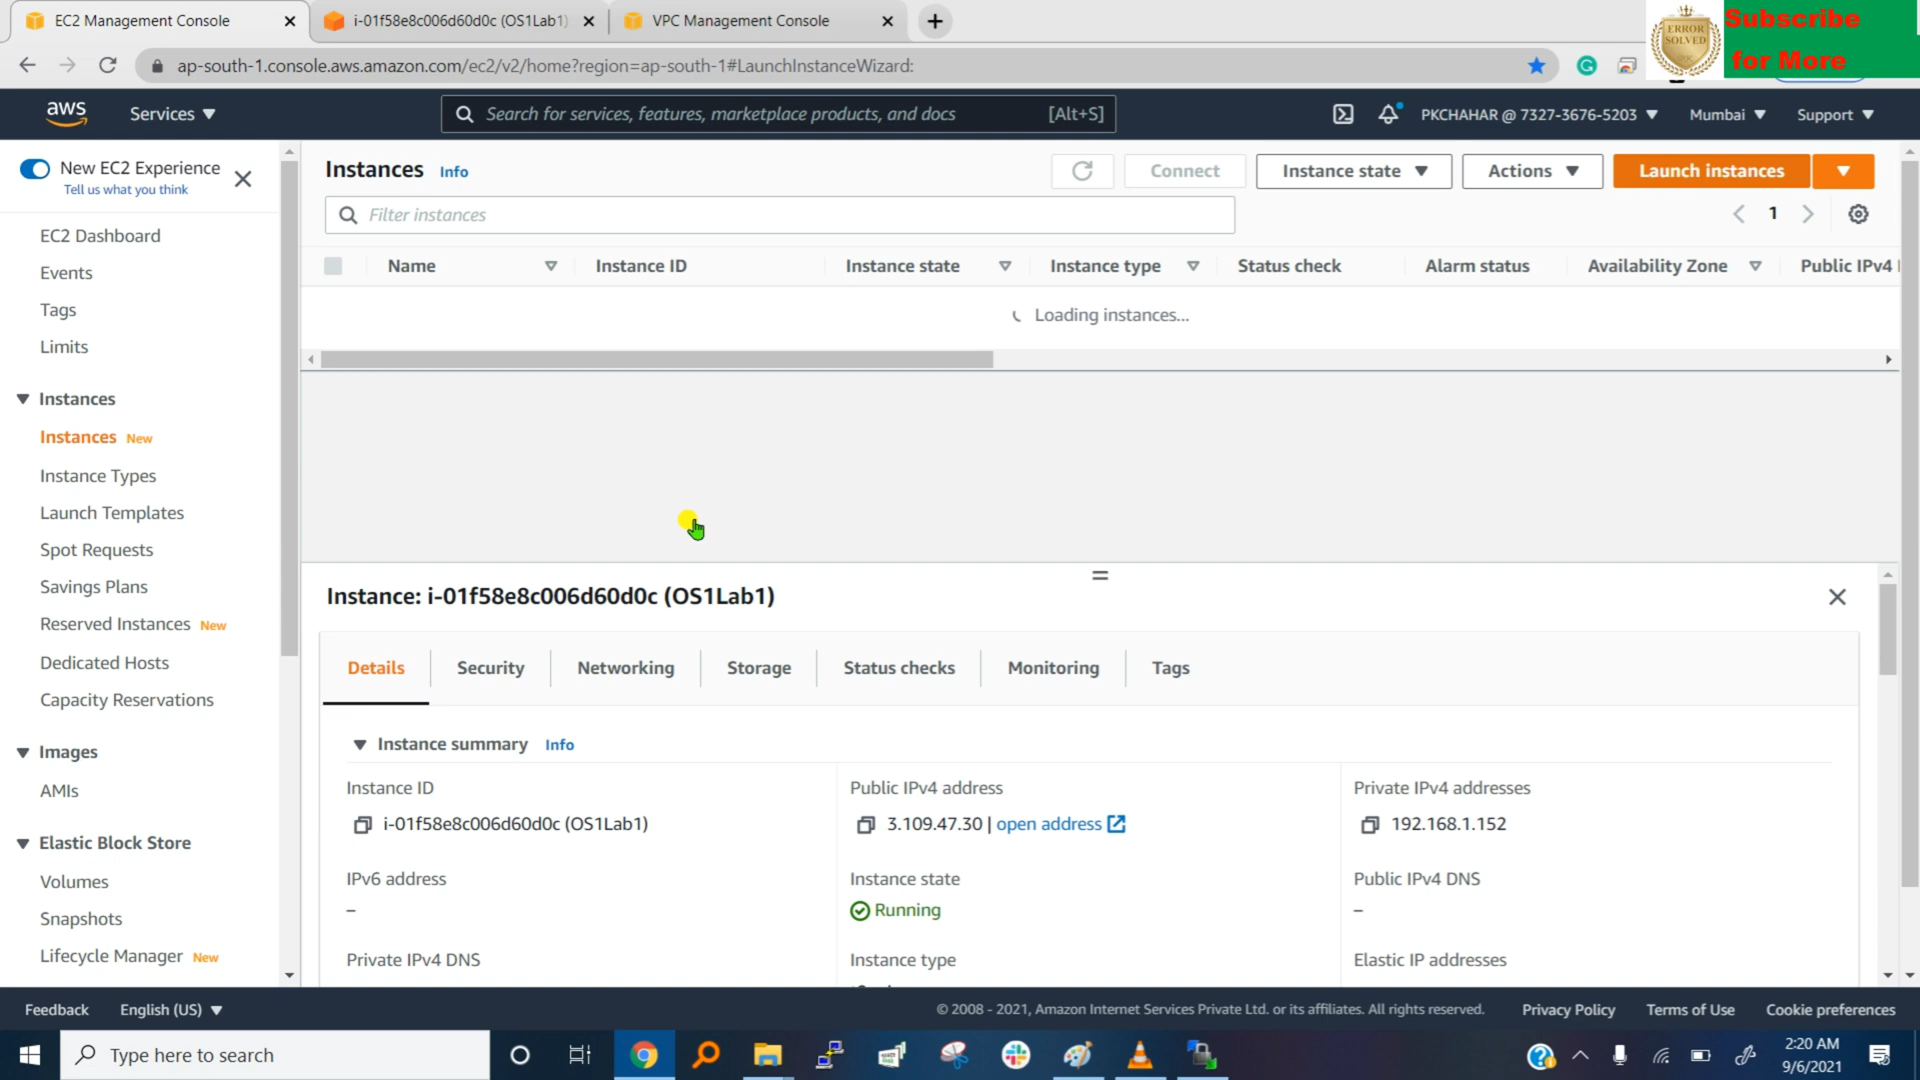 EC2 Management Console
i-01f58e8c006d60d0c (OS1Lab1)
VPC Management Console
ERROR
SOLVED
Subscribe
for More
ap-south-1.console.aws.amazon.com/ec2/v2/home?region=ap-south-1#LaunchInstanceWizard:
aws
Services
Search for services, features, marketplace products, and docs
[Alt+S]
PKCHAHAR @ 7327-3676-5203
Mumbai
Support
New EC2 Experience
Tell us what you think
EC2 Dashboard
Events
Tags
Limits
Instances
Instances New
Instance Types
Launch Templates
Spot Requests
Savings Plans
Reserved Instances New
Dedicated Hosts
Capacity Reservations
Images
AMIs
Elastic Block Store
Volumes
Snapshots
Lifecycle Manager New
Instances Info
Connect
Instance state
Actions
Launch instances
Filter instances
1
Name
Instance ID
Instance state
Instance type
Status check
Alarm status
Availability Zone
Public IPv4
Loading instances...
Instance: i-01f58e8c006d60d0c (OS1Lab1)
Details
Security
Networking
Storage
Status checks
Monitoring
Tags
Instance summary Info
Instance ID
i-01f58e8c006d60d0c (OS1Lab1)
Public IPv4 address
3.109.47.30 | open address
Private IPv4 addresses
192.168.1.152
IPv6 address
–
Instance state
Running
Public IPv4 DNS
–
Private IPv4 DNS
Instance type
Elastic IP addresses
Feedback
English (US)
© 2008 - 2021, Amazon Internet Services Private Ltd. or its affiliates. All rights reserved.
Privacy Policy
Terms of Use
Cookie preferences
Type here to search
2:20 AM
9/6/2021